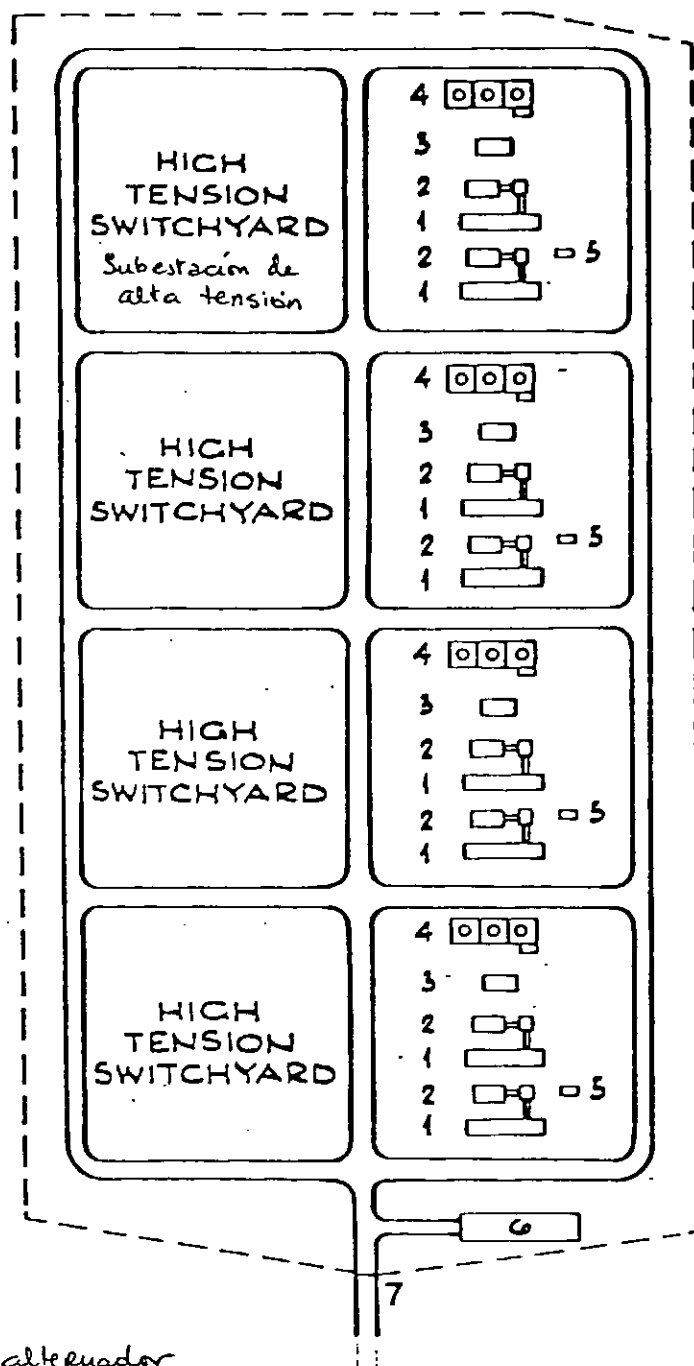 HIGH
TENSION
SWITCHYARD
Subestación de
alta tensión
4
3
2
1
2
5
1
HIGH
TENSION
SWITCHYARD
4
3
2
1
2
5
1
HIGH
TENSION
SWITCHYARD
4
3
2
1
2
5
1
HIGH
TENSION
SWITCHYARD
4
3
2
1
2
5
1
6
7
alternador